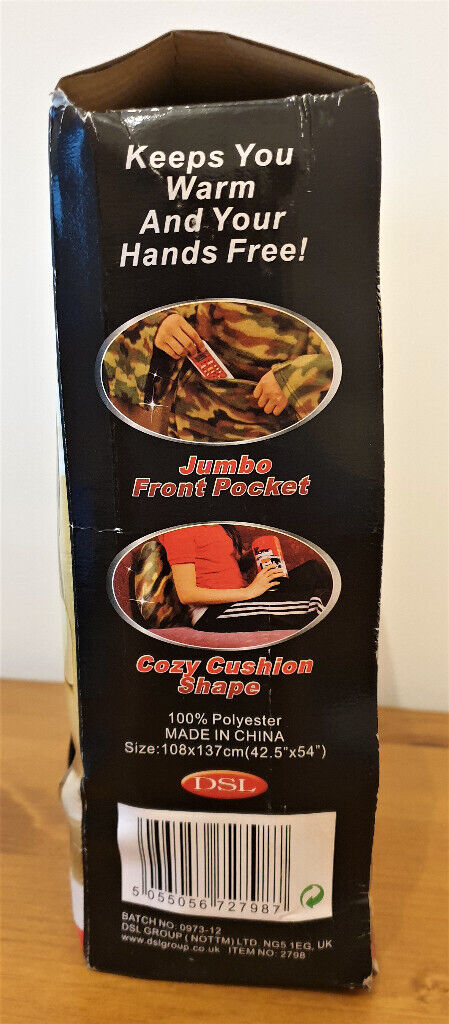 Keeps You
Warm
And Your
Hands Free!
Jumbo
Front Pocket
Cozy Cushion
Shape
100% Polyester
MADE IN CHINA
Size:108x137cm(42.5"x54")
DSL
5 055056 727987
BATCH NO: 0973-12
DSL GROUP ( NOTTM) LTD. NG5 1EG, UK
www.dslgroup.co.uk ITEM NO: 2798